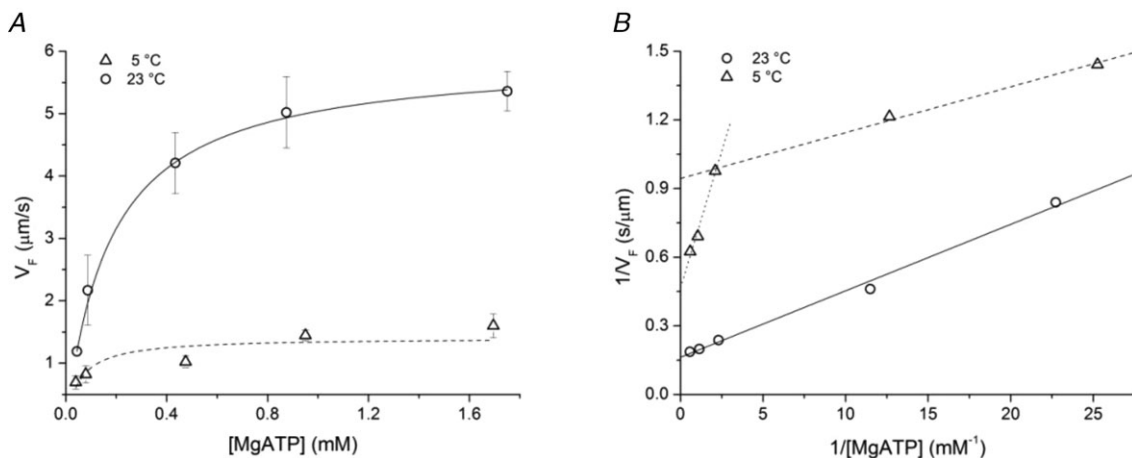 A
△ 5 °C
○ 23 °C
V_F (μm/s)
6
5
4
3
2
1
0.0 0.4 0.8 1.2 1.6
[MgATP] (mM)
B
○ 23 °C
△ 5 °C
1/V_F (s/μm)
1.5
1.2
0.9
0.6
0.3
0.0
0 5 10 15 20 25
1/[MgATP] (mM⁻¹)